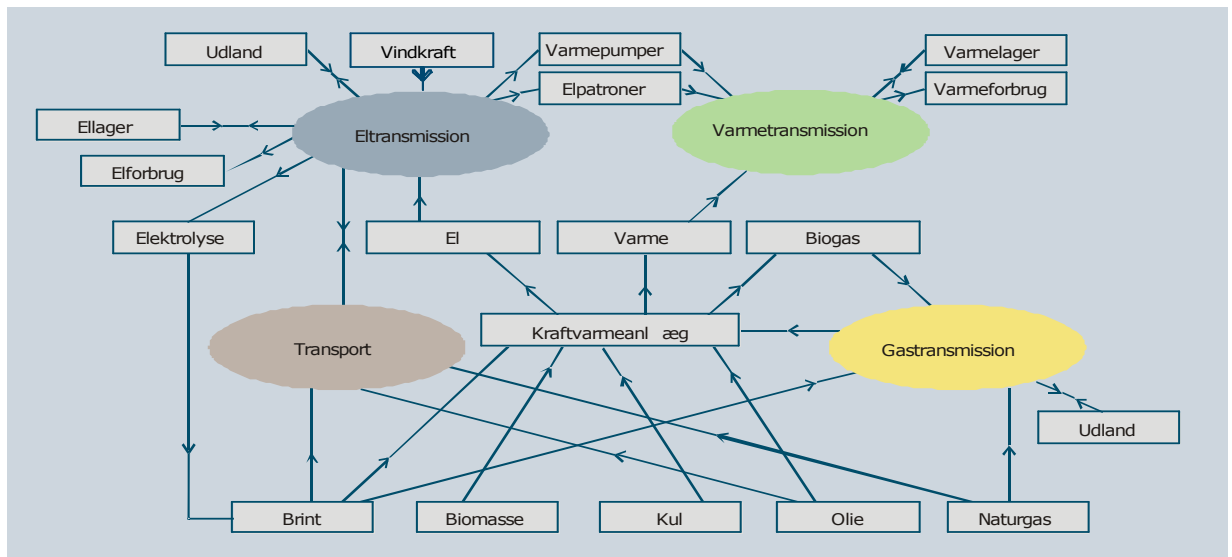 Udland
Vindkraft
Varmepumper
Varmelager
Elpatroner
Varmeforbrug
Ellager
Eltransmission
Varmetransmission
Elforbrug
Elektrolyse
El
Varme
Biogas
Transport
Kraftvarmeanl æg
Gastransmission
Udland
Brint
Biomasse
Kul
Olie
Naturgas